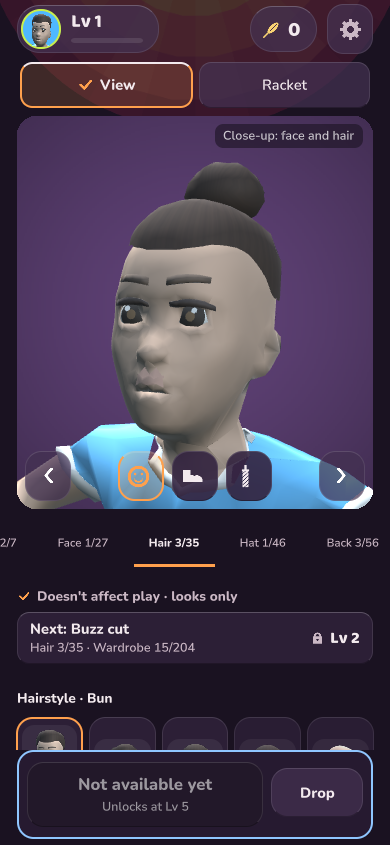 Lv 1
0
View
Racket
Close-up: face and hair
2/7
Face 1/27
Hair 3/35
Hat 1/46
Back 3/56
Doesn't affect play · looks only
Next: Buzz cut
Hair 3/35 · Wardrobe 15/204
Lv 2
Hairstyle · Bun
Not available yet
Unlocks at Lv 5
Drop